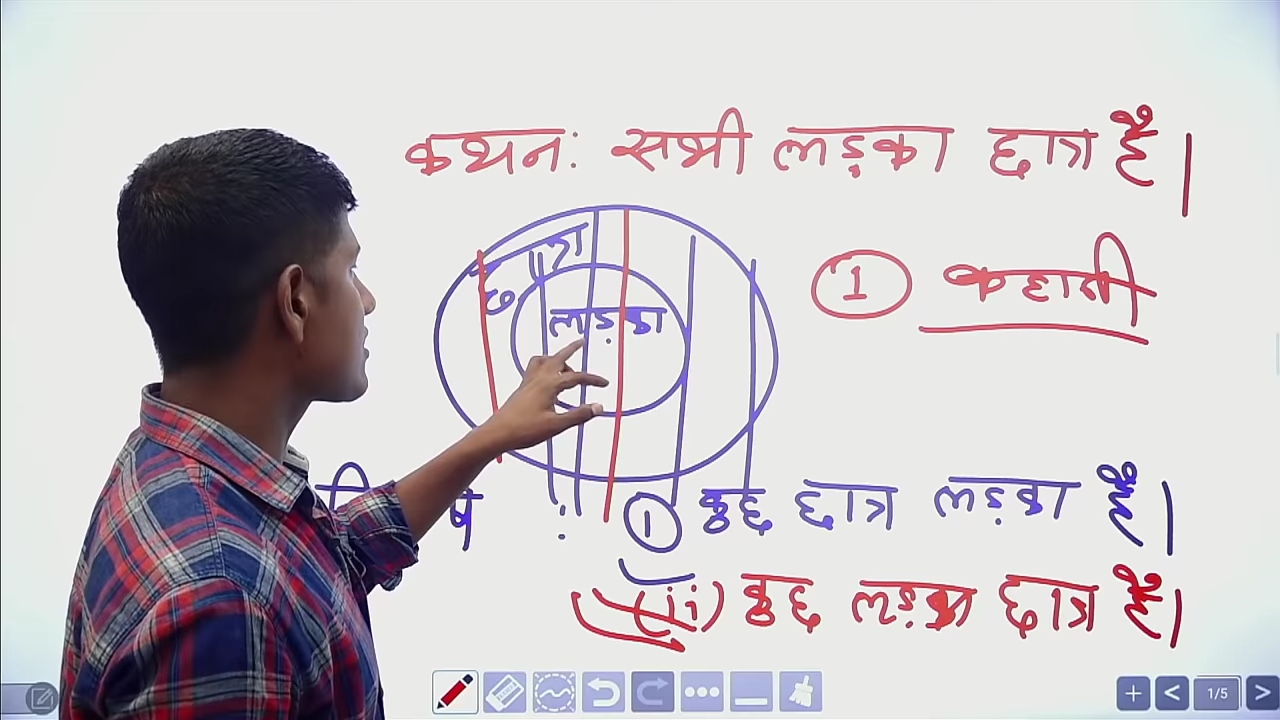 कथन: सभी लड़का छात्र हैं।
छात्र
① कहानी
लड़का
: ① कुछ छात्र लड़का हैं।
(ii) कुछ लड़का छात्र हैं।
1/5